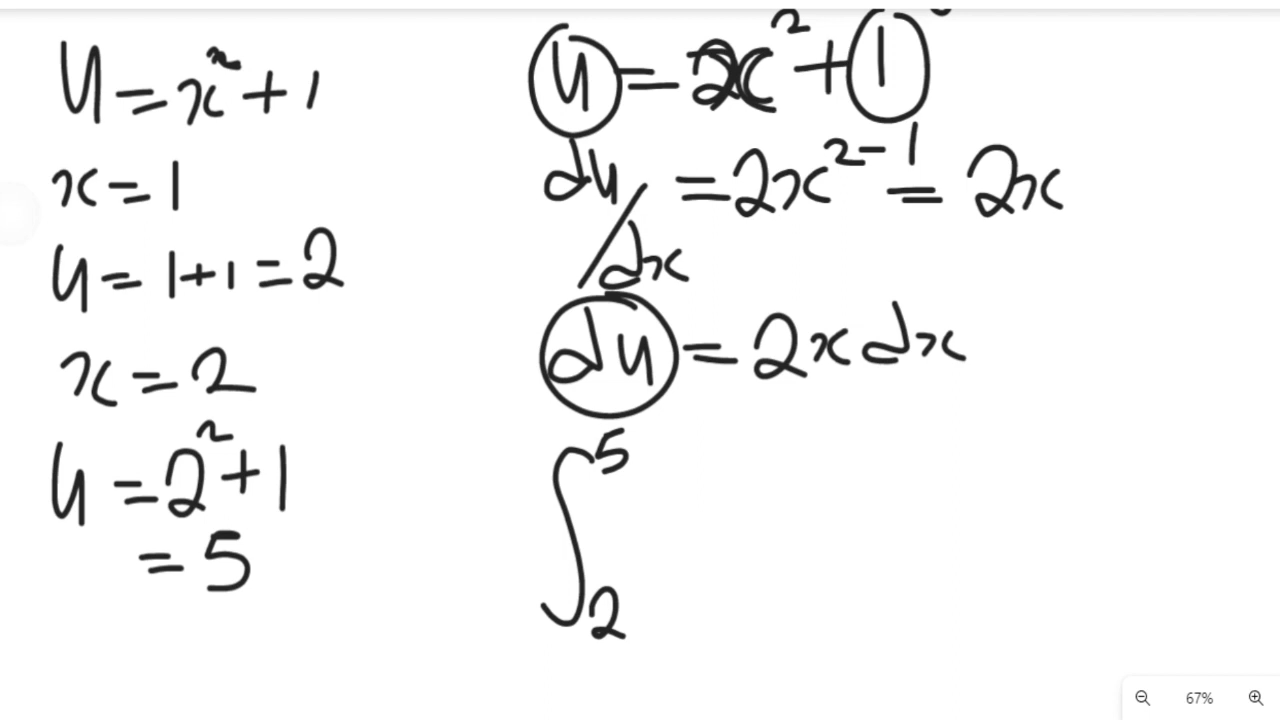 u = x² + 1
x = 1
u = 1 + 1 = 2
x = 2
u = 2² + 1
= 5
u = x² + 1
du/dx = 2x²⁻¹ = 2x
du = 2x dx
∫₂⁵
67%